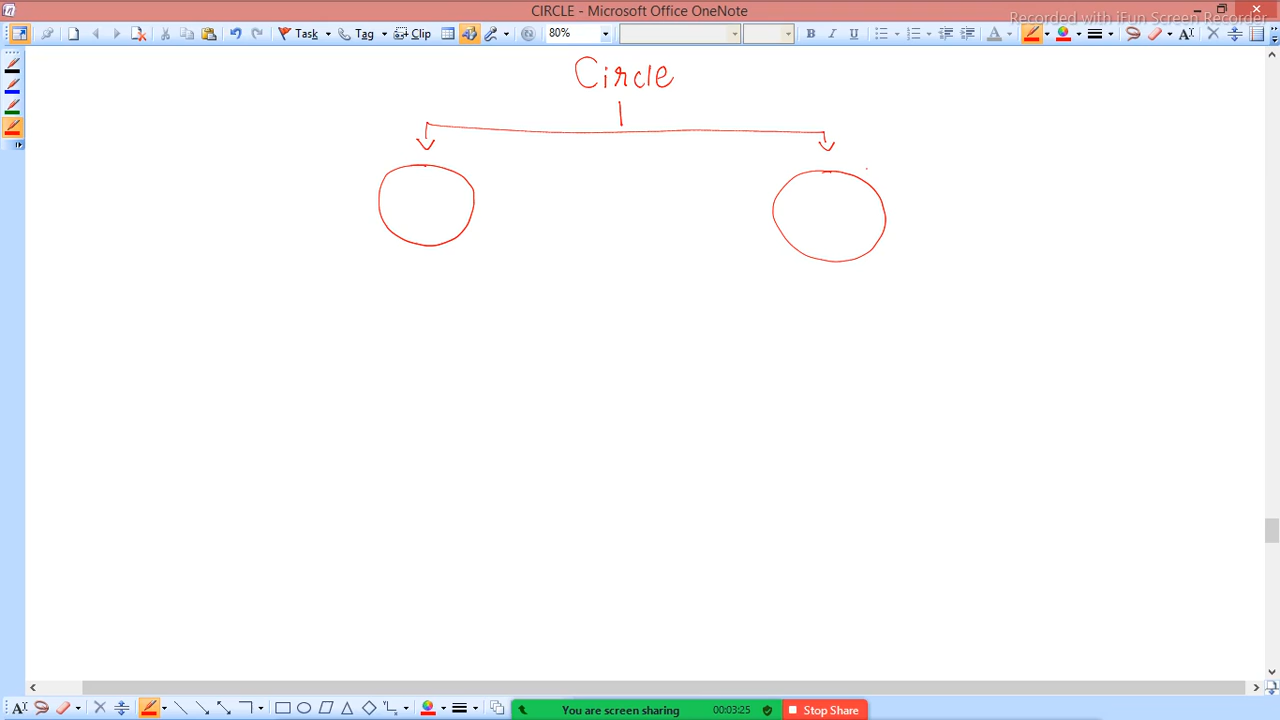 CIRCLE - Microsoft Office OneNote
Recorded with iFun Screen Recorder
Task Tag Clip 80% B I U A
Circle
You are screen sharing 00:03:25 Stop Share